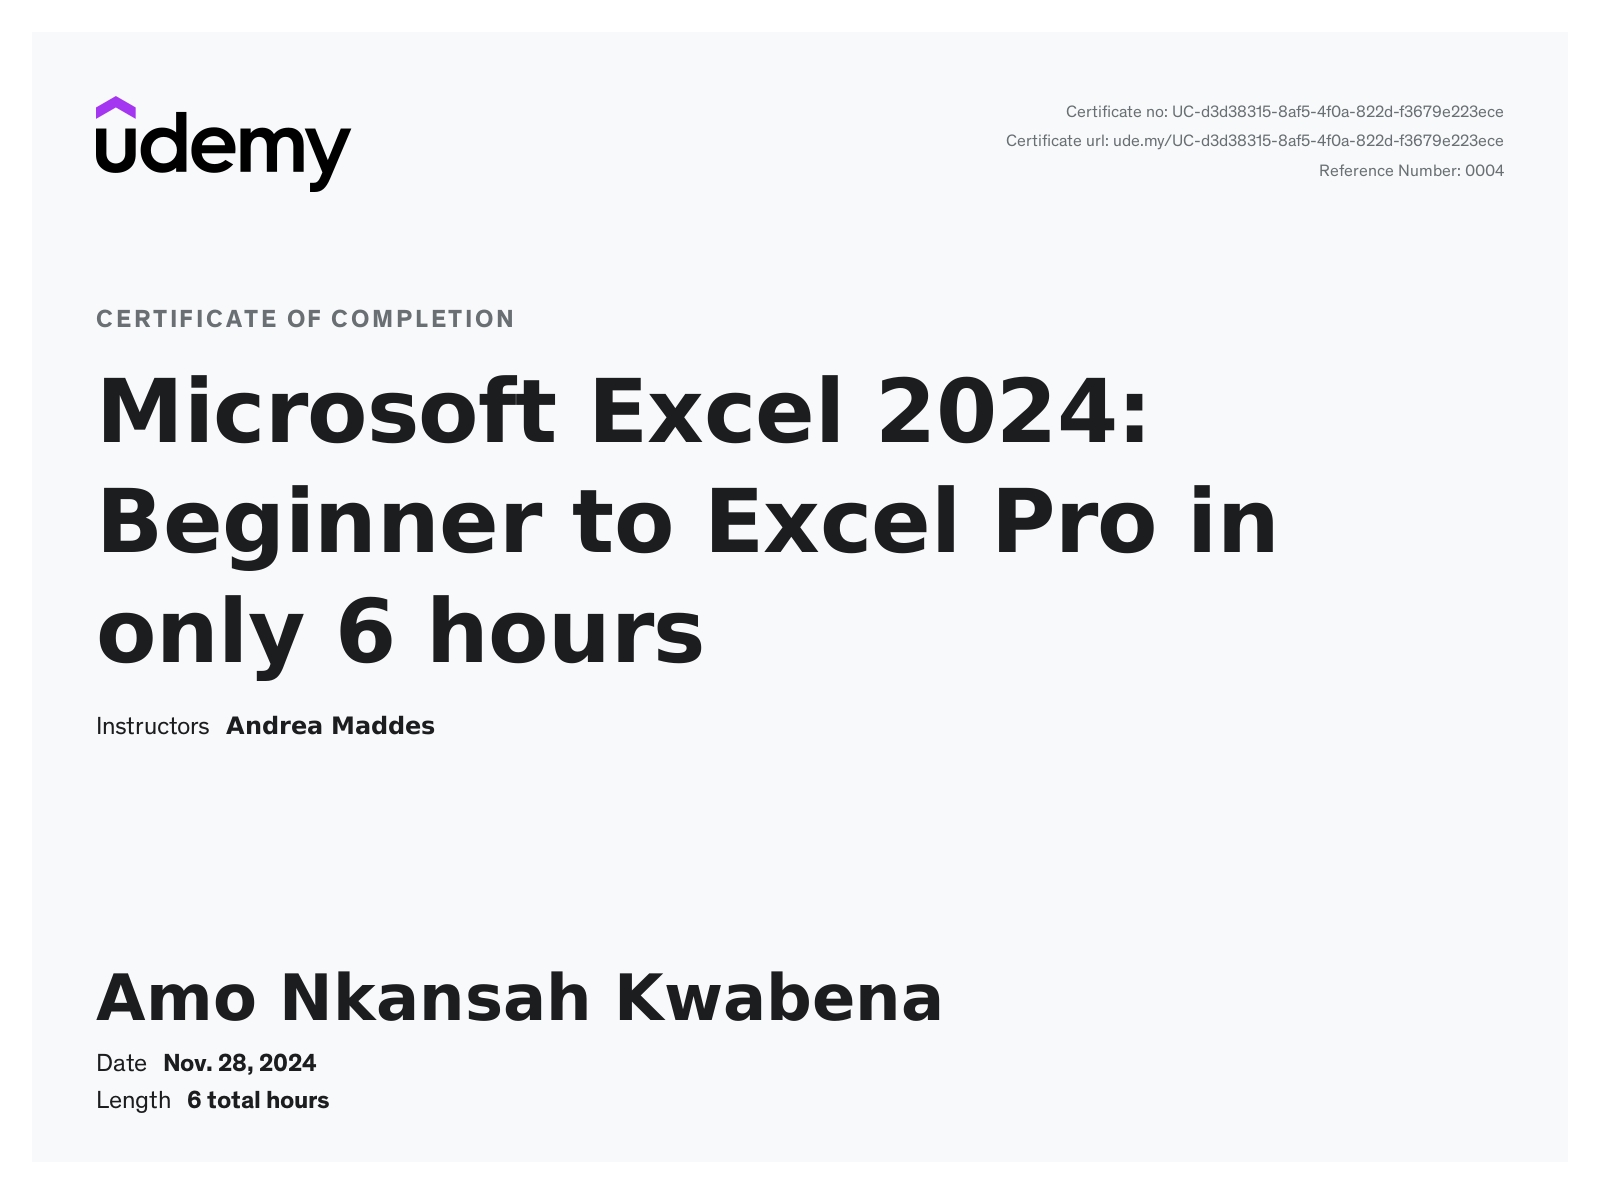 udemy
Certificate no: UC-d3d38315-8af5-4f0a-822d-f3679e223ece
Certificate url: ude.my/UC-d3d38315-8af5-4f0a-822d-f3679e223ece
Reference Number: 0004
CERTIFICATE OF COMPLETION
Microsoft Excel 2024:
Beginner to Excel Pro in
only 6 hours
Instructors Andrea Maddes
Amo Nkansah Kwabena
Date Nov. 28, 2024
Length 6 total hours